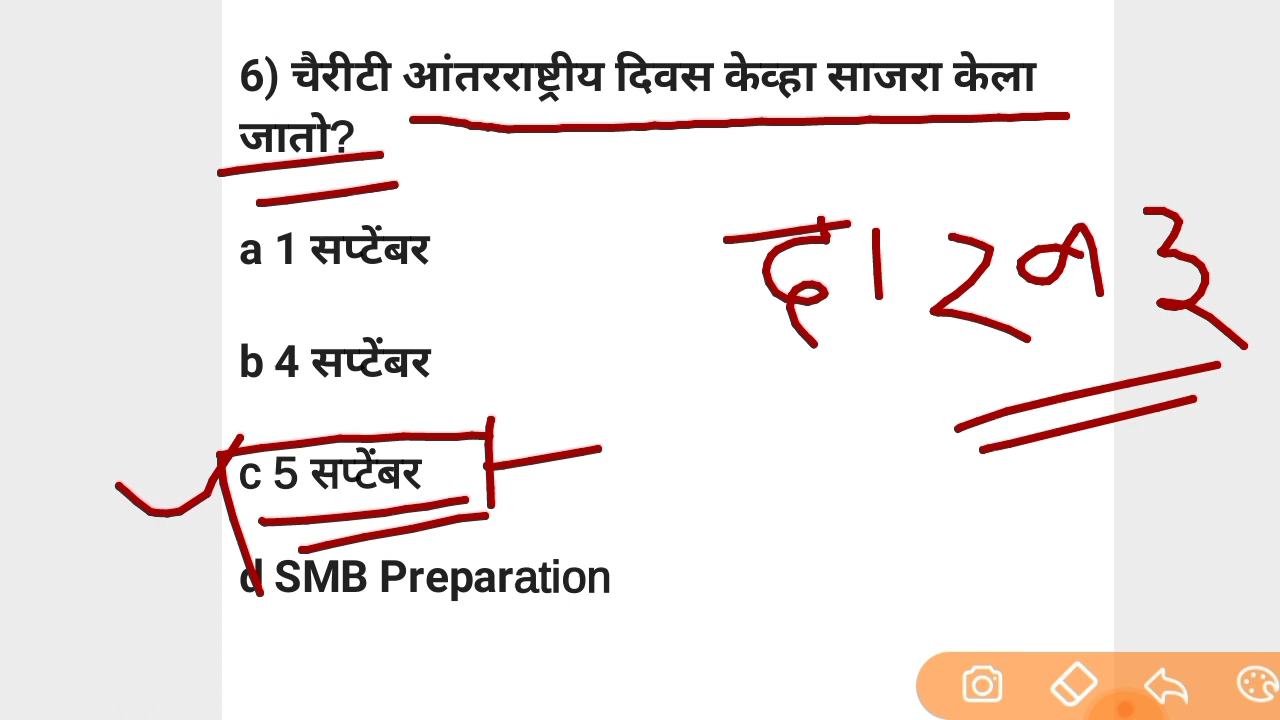 6) चैरीटी आंतरराष्ट्रीय दिवस केव्हा साजरा केला
जातो?
a 1 सप्टेंबर
b 4 सप्टेंबर
c 5 सप्टेंबर
d SMB Preparation